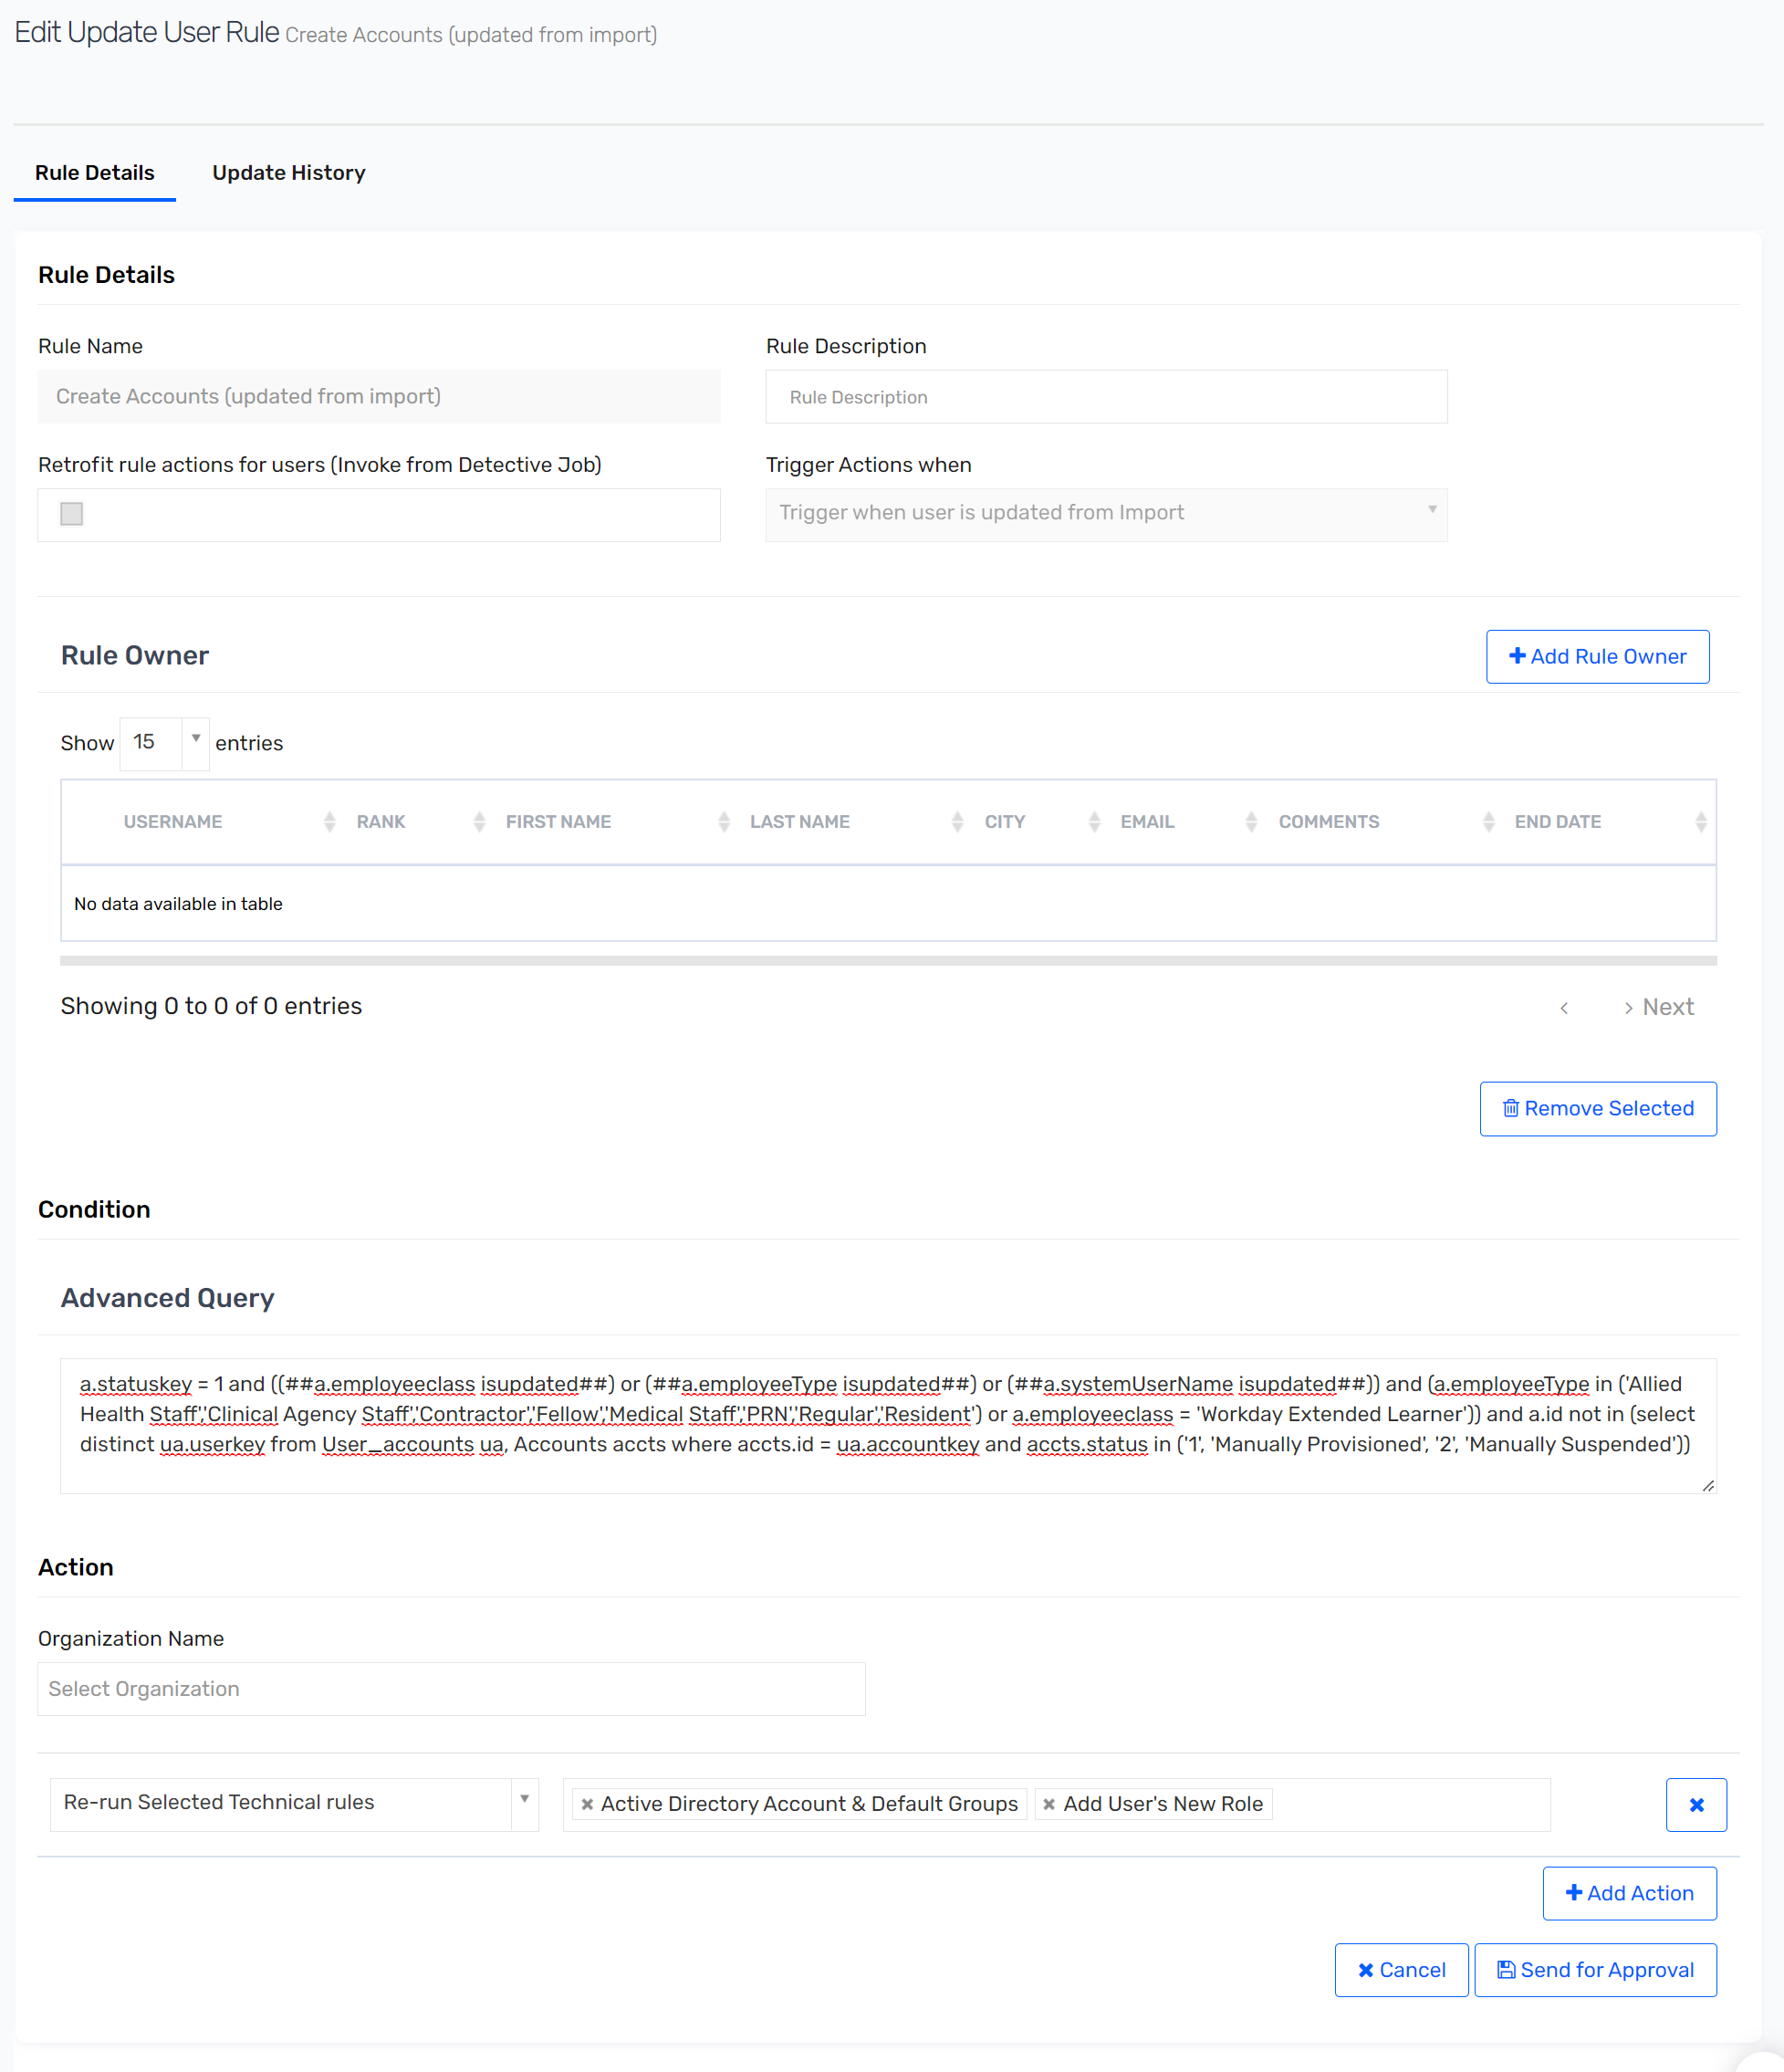 Edit Update User Rule Create Accounts (updated from import)
Rule Details
Update History
Rule Details
Rule Name
Rule Description
Create Accounts (updated from import)
Rule Description
Retrofit rule actions for users (Invoke from Detective Job)
Trigger Actions when
Trigger when user is updated from Import
Rule Owner
Add Rule Owner
Show 15 entries
USERNAME RANK FIRST NAME LAST NAME CITY EMAIL COMMENTS END DATE
No data available in table
Showing 0 to 0 of 0 entries
‹ › Next
Remove Selected
Condition
Advanced Query
a.statuskey = 1 and ((##a.employeeclass isupdated##) or (##a.employeeType isupdated##) or (##a.systemUserName isupdated##)) and (a.employeeType in ('Allied
Health Staff','Clinical Agency Staff','Contractor','Fellow','Medical Staff','PRN','Regular','Resident') or a.employeeclass = 'Workday Extended Learner')) and a.id not in (select
distinct ua.userkey from User_accounts ua, Accounts accts where accts.id = ua.accountkey and accts.status in ('1', 'Manually Provisioned', '2', 'Manually Suspended'))
Action
Organization Name
Select Organization
Re-run Selected Technical rules
Active Directory Account & Default Groups
Add User's New Role
Add Action
Cancel
Send for Approval